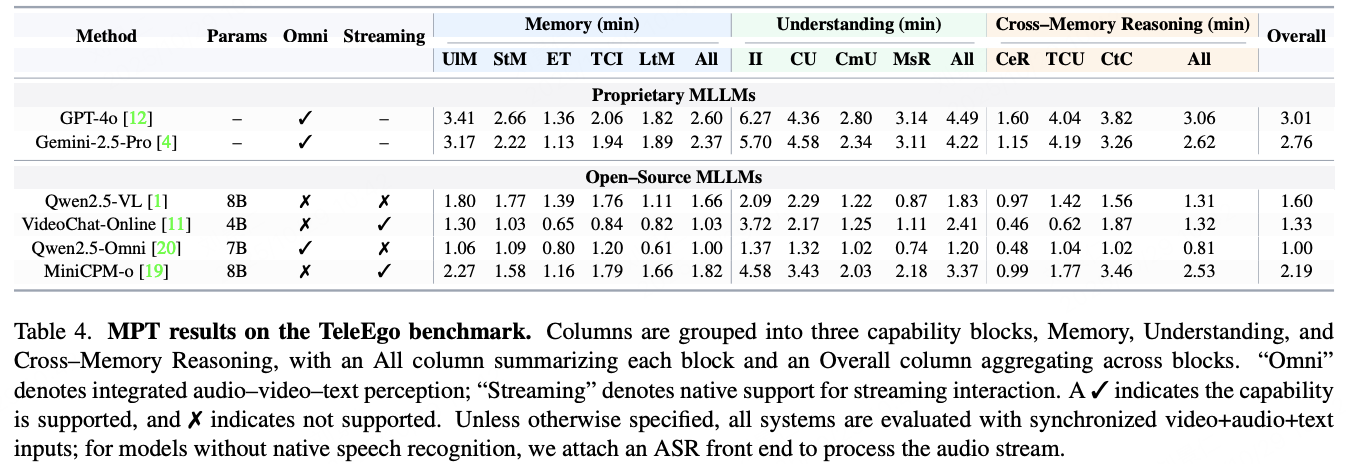 Method Params Omni Streaming Memory (min) Understanding (min) Cross–Memory Reasoning (min) Overall
UlM StM ET TCI LtM All II CU CmU MsR All CeR TCU CtC All
Proprietary MLLMs
GPT-4o [12] – ✓ – 3.41 2.66 1.36 2.06 1.82 2.60 6.27 4.36 2.80 3.14 4.49 1.60 4.04 3.82 3.06 3.01
Gemini-2.5-Pro [4] – ✓ – 3.17 2.22 1.13 1.94 1.89 2.37 5.70 4.58 2.34 3.11 4.22 1.15 4.19 3.26 2.62 2.76
Open–Source MLLMs
Qwen2.5-VL [1] 8B ✗ ✗ 1.80 1.77 1.39 1.76 1.11 1.66 2.09 2.29 1.22 0.87 1.83 0.97 1.42 1.56 1.31 1.60
VideoChat-Online [11] 4B ✗ ✓ 1.30 1.03 0.65 0.84 0.82 1.03 3.72 2.17 1.25 1.11 2.41 0.46 0.62 1.87 1.32 1.33
Qwen2.5-Omni [20] 7B ✓ ✗ 1.06 1.09 0.80 1.20 0.61 1.00 1.37 1.32 1.02 0.74 1.20 0.48 1.04 1.02 0.81 1.00
MiniCPM-o [19] 8B ✗ ✓ 2.27 1.58 1.16 1.79 1.66 1.82 4.58 3.43 2.03 2.18 3.37 0.99 1.77 3.46 2.53 2.19
Table 4. MPT results on the TeleEgo benchmark. Columns are grouped into three capability blocks, Memory, Understanding, and
Cross–Memory Reasoning, with an All column summarizing each block and an Overall column aggregating across blocks. “Omni”
denotes integrated audio–video–text perception; “Streaming” denotes native support for streaming interaction. A ✓ indicates the capability
is supported, and ✗ indicates not supported. Unless otherwise specified, all systems are evaluated with synchronized video+audio+text
inputs; for models without native speech recognition, we attach an ASR front end to process the audio stream.